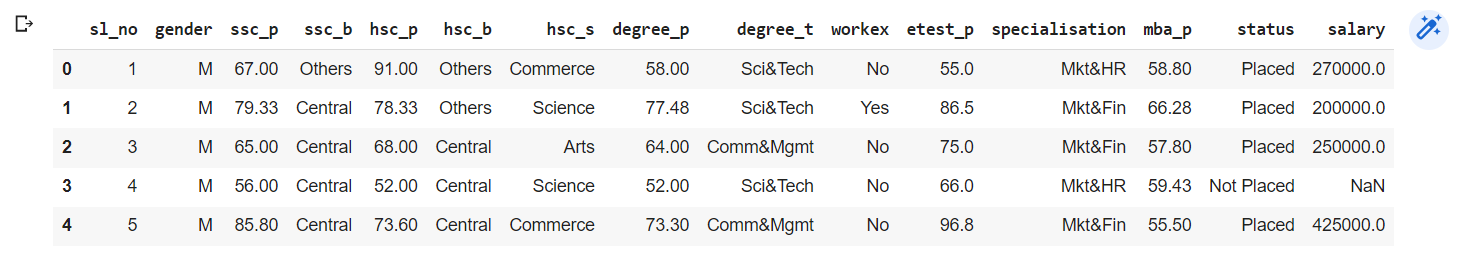 sl_no gender ssc_p ssc_b hsc_p hsc_b hsc_s degree_p degree_t workex etest_p specialisation mba_p status salary
0 1 M 67.00 Others 91.00 Others Commerce 58.00 Sci&Tech No 55.0 Mkt&HR 58.80 Placed 270000.0
1 2 M 79.33 Central 78.33 Others Science 77.48 Sci&Tech Yes 86.5 Mkt&Fin 66.28 Placed 200000.0
2 3 M 65.00 Central 68.00 Central Arts 64.00 Comm&Mgmt No 75.0 Mkt&Fin 57.80 Placed 250000.0
3 4 M 56.00 Central 52.00 Central Science 52.00 Sci&Tech No 66.0 Mkt&HR 59.43 Not Placed NaN
4 5 M 85.80 Central 73.60 Central Commerce 73.30 Comm&Mgmt No 96.8 Mkt&Fin 55.50 Placed 425000.0